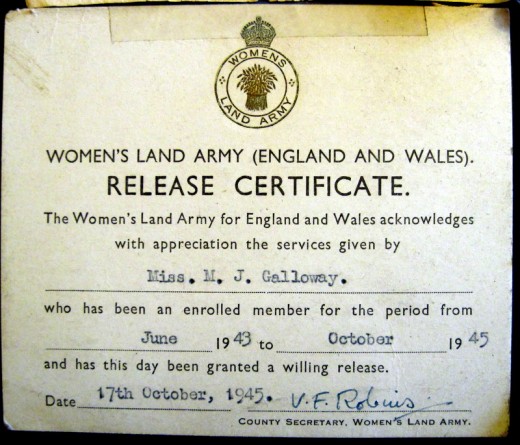 WOMENS
LAND ARMY
WOMEN'S LAND ARMY (ENGLAND AND WALES).
RELEASE CERTIFICATE.
The Women's Land Army for England and Wales acknowledges
with appreciation the services given by
Miss. M. J. Galloway.
who has been an enrolled member for the period from
June 1943 to October 1945
and has this day been granted a willing release.
Date 17th October, 1945. V.F. Robins
COUNTY SECRETARY, WOMEN'S LAND ARMY.